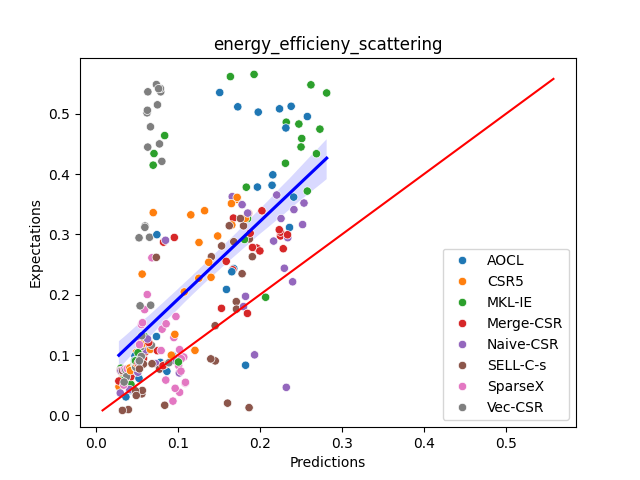 energy_efficieny_scattering
Expectations
0.5
0.4
0.3
0.2
0.1
0.0
AOCL
CSR5
MKL-IE
Merge-CSR
Naive-CSR
SELL-C-s
SparseX
Vec-CSR
0.0 0.1 0.2 0.3 0.4 0.5
Predictions